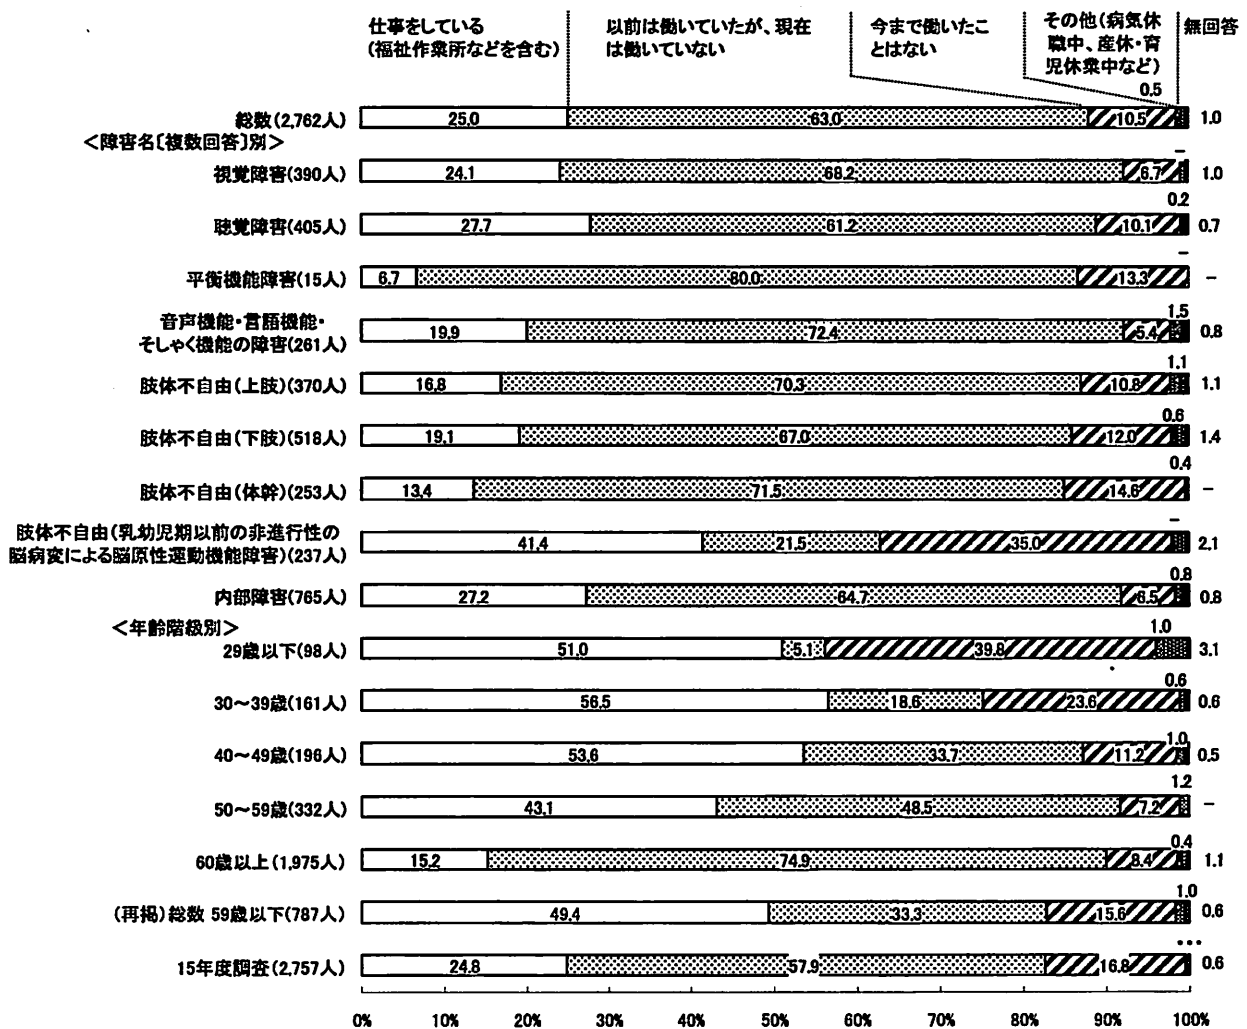 仕事をしている
(福祉作業所などを含む)
以前は働いていたが、現在
は働いていない
今まで働いたこ
とはない
その他(病気休
職中、産休・育
児休業中など)
無回答
0.5
総数(2,762人) 25.0 63.0 10.5 1.0
<障害名〔複数回答〕別>
–
視覚障害(390人) 24.1 68.2 6.7 1.0
0.2
聴覚障害(405人) 27.7 61.2 10.1 0.7
–
平衡機能障害(15人) 6.7 80.0 13.3 –
音声機能・言語機能・
1.5
そしゃく機能の障害(261人) 19.9 72.4 5.4 0.8
1.1
肢体不自由(上肢)(370人) 16.8 70.3 10.8 1.1
0.6
肢体不自由(下肢)(518人) 19.1 67.0 12.0 1.4
0.4
肢体不自由(体幹)(253人) 13.4 71.5 14.6 –
–
肢体不自由(乳幼児期以前の非進行性の
脳病変による脳原性運動機能障害)(237人) 41.4 21.5 35.0 2.1
0.8
内部障害(765人) 27.2 64.7 6.5 0.8
<年齢階級別>
1.0
29歳以下(98人) 51.0 5.1 39.8 3.1
0.6
30～39歳(161人) 56.5 18.6 23.6 0.6
1.0
40～49歳(196人) 53.6 33.7 11.2 0.5
1.2
50～59歳(332人) 43.1 48.5 7.2 –
0.4
60歳以上(1,975人) 15.2 74.9 8.4 1.1
1.0
(再掲)総数 59歳以下(787人) 49.4 33.3 15.6 0.6
…
15年度調査(2,757人) 24.8 57.9 16.8 0.6
0% 10% 20% 30% 40% 50% 60% 70% 80% 90% 100%